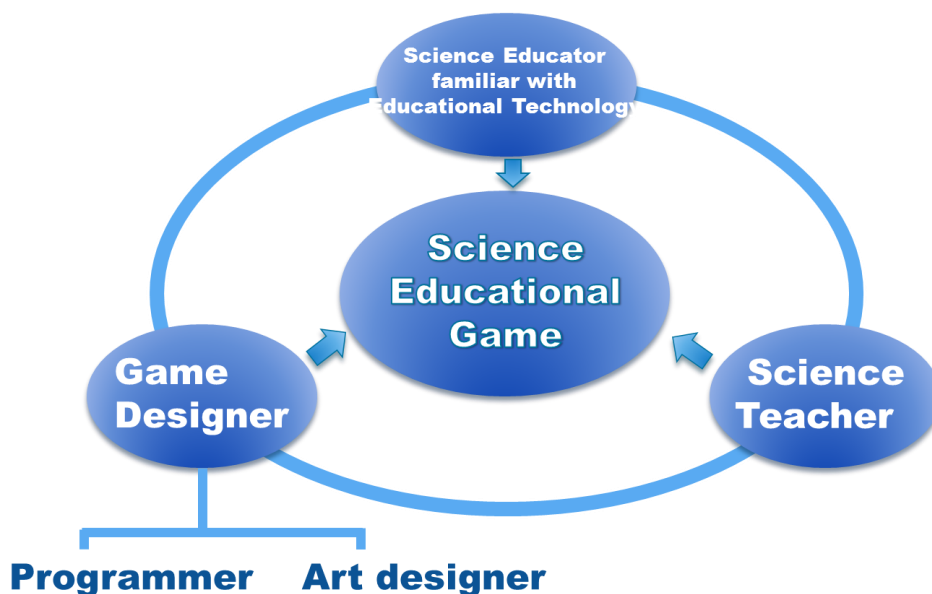 Science Educator
familiar with
Educational Technology
Science
Educational
Game
Game
Designer
Science
Teacher
Programmer
Art designer